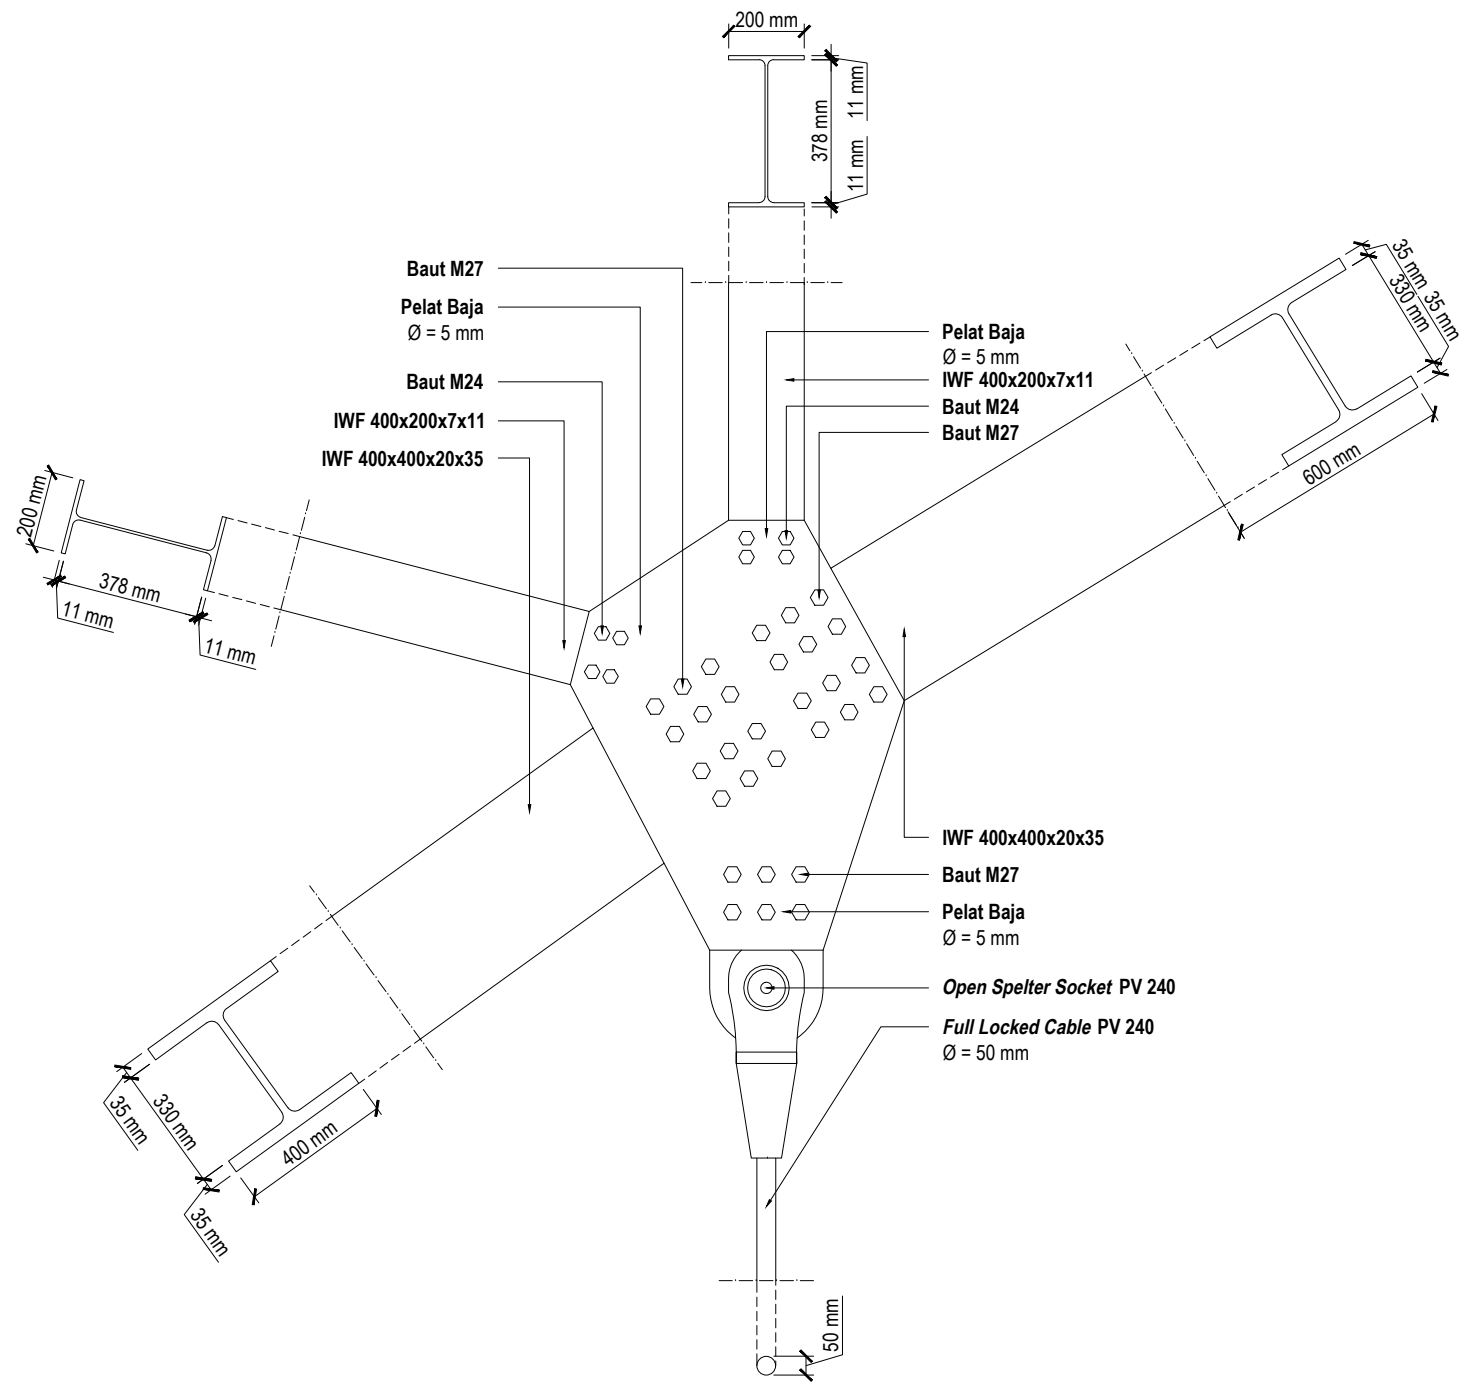 200 mm
11 mm
378 mm
11 mm
Baut M27
Pelat Baja
Ø = 5 mm
Baut M24
IWF 400x200x7x11
IWF 400x400x20x35
Pelat Baja
Ø = 5 mm
IWF 400x200x7x11
Baut M24
Baut M27
35 mm
330 mm
35 mm
600 mm
200 mm
378 mm
11 mm
11 mm
IWF 400x400x20x35
Baut M27
Pelat Baja
Ø = 5 mm
Open Spelter Socket PV 240
Full Locked Cable PV 240
Ø = 50 mm
35 mm
330 mm
400 mm
35 mm
50 mm